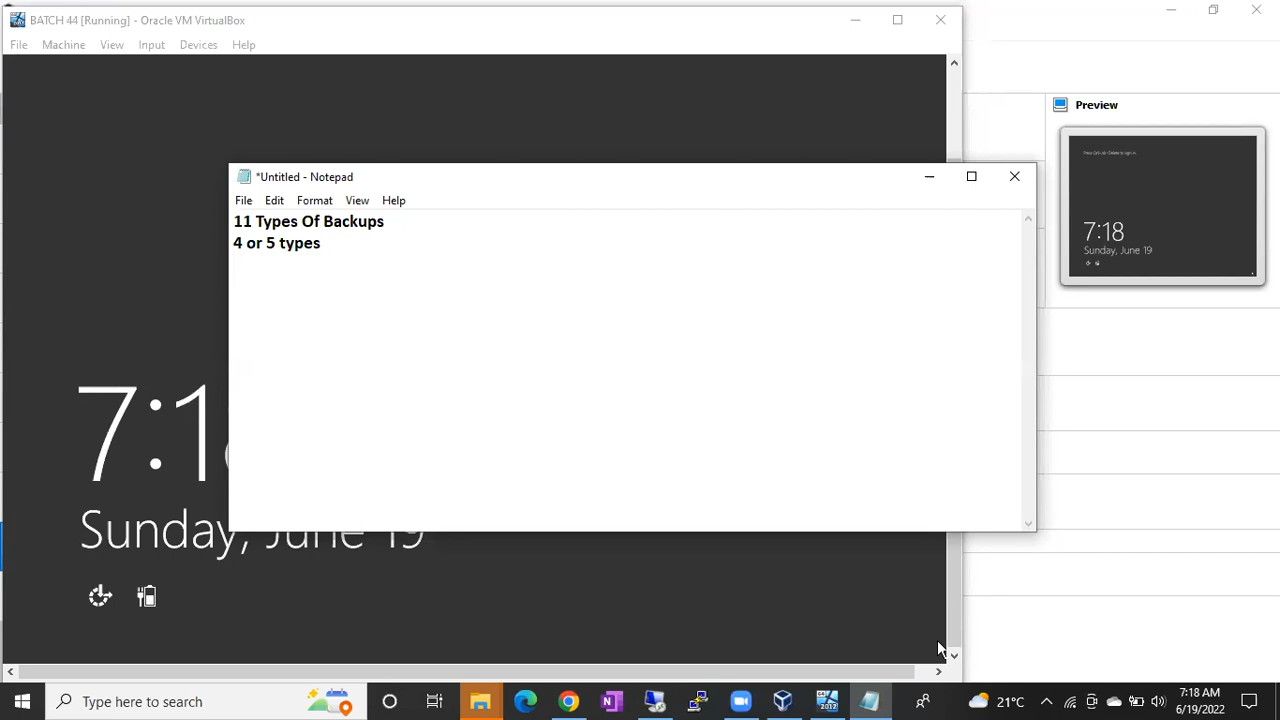 BATCH 44 [Running] - Oracle VM VirtualBox
File Machine View Input Devices Help
Preview
7:18
Sunday, June 19
*Untitled - Notepad
File Edit Format View Help
11 Types Of Backups
4 or 5 types
7:1
Sunday, June 19
Type here to search
21°C
7:18 AM
6/19/2022